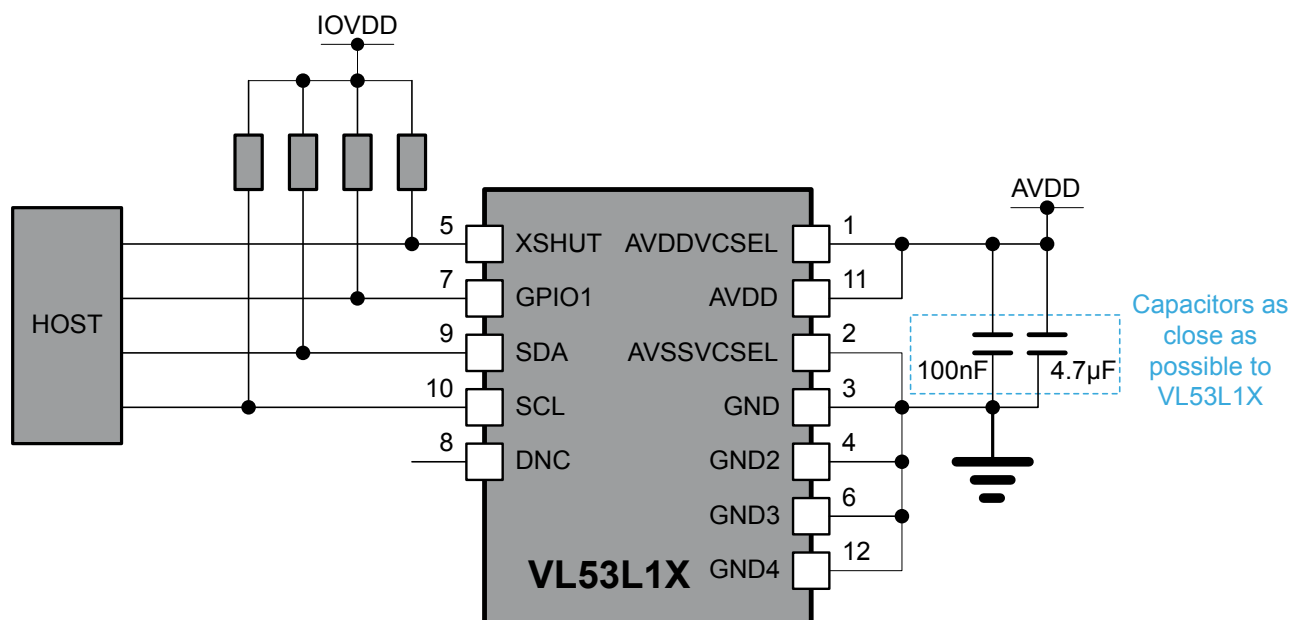 IOVDD
HOST
5
XSHUT
7
GPIO1
9
SDA
10
SCL
8
DNC
AVDDVCSEL
1
AVDD
11
AVSSVCSEL
2
GND
3
GND2
4
GND3
6
GND4
12
VL53L1X
AVDD
100nF
4.7µF
Capacitors as
close as
possible to
VL53L1X